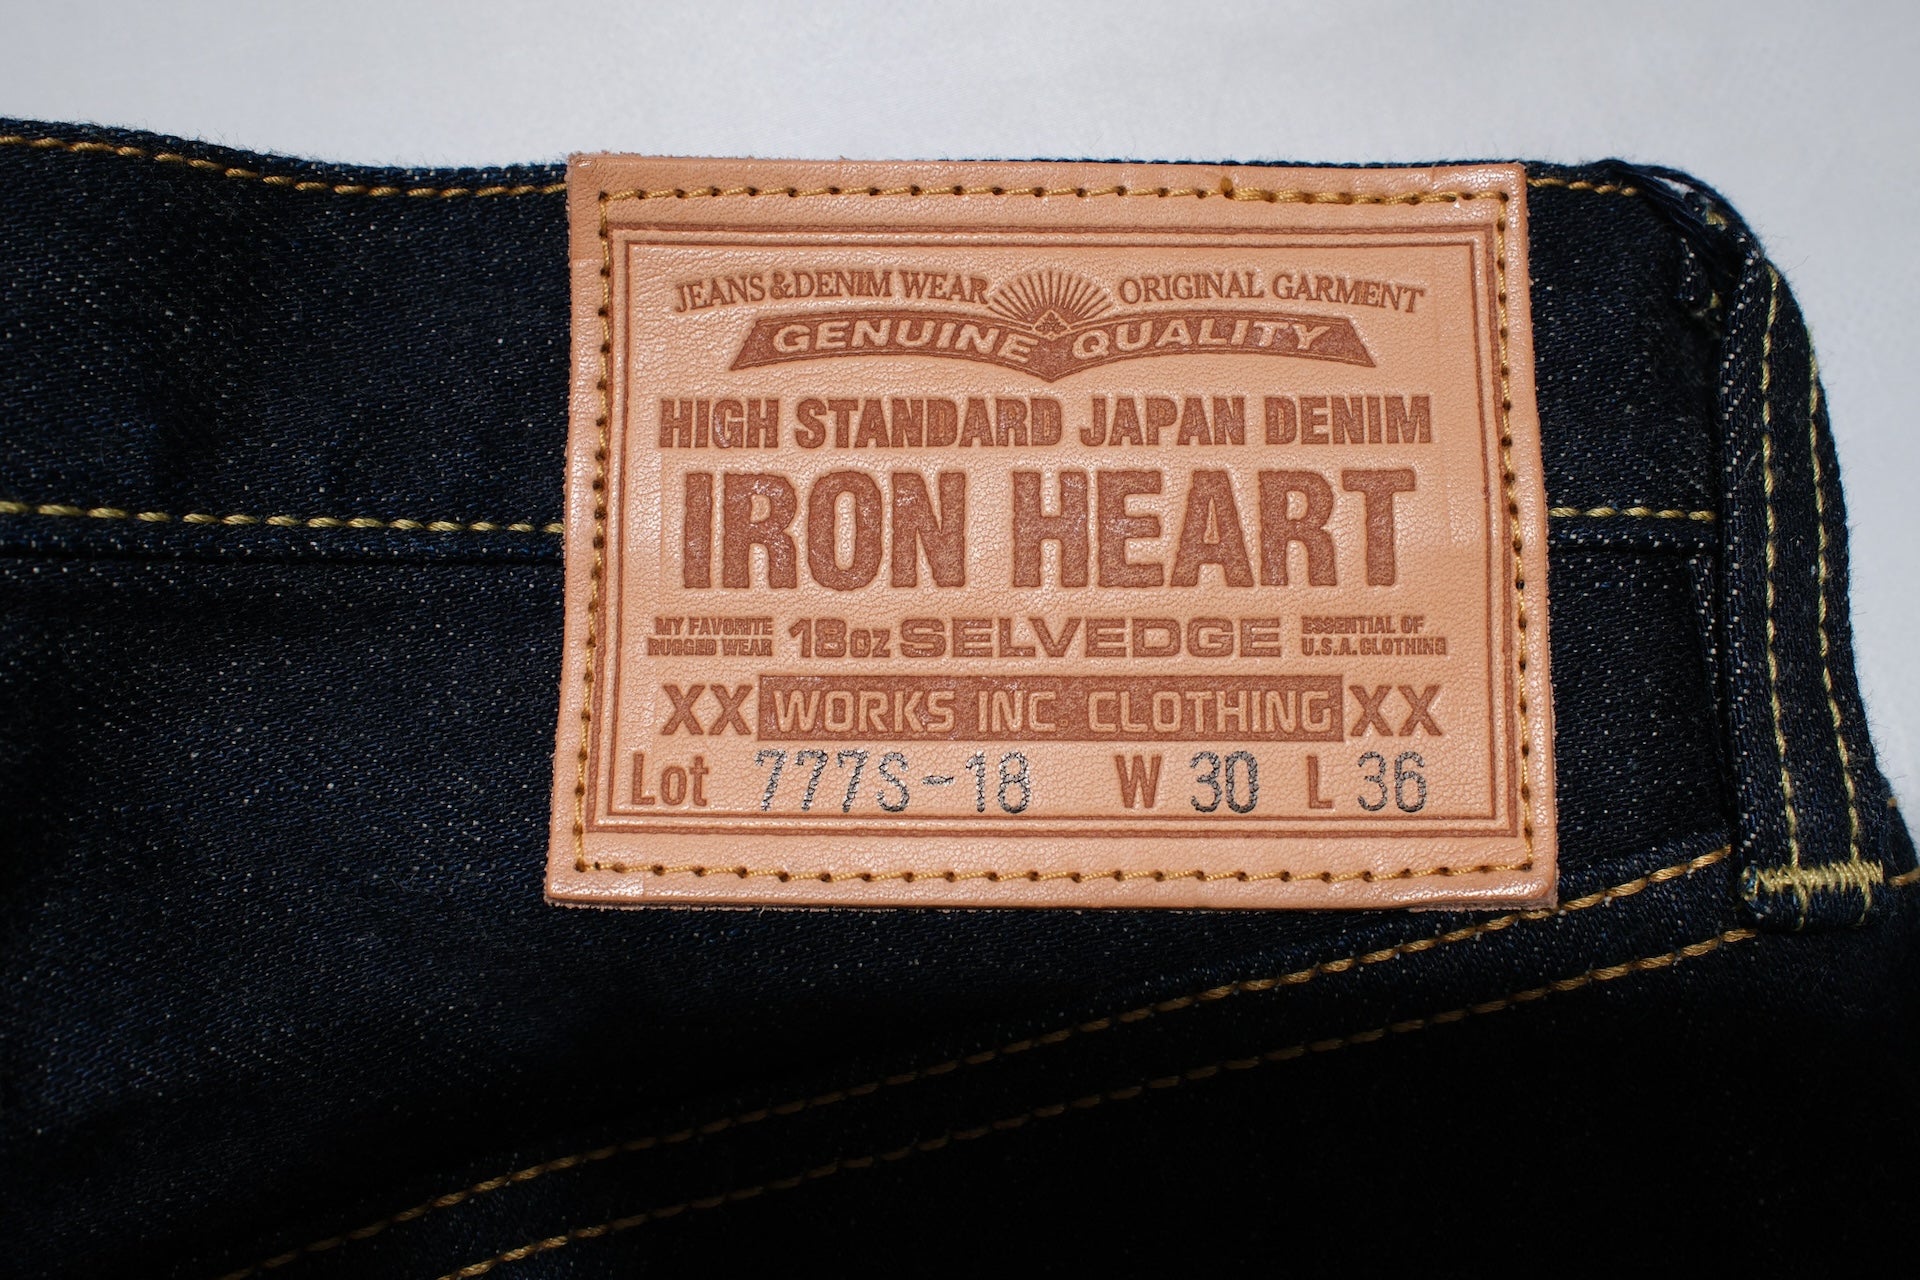 JEANS & DENIM WEAR ORIGINAL GARMENT
GENUINE QUALITY
HIGH STANDARD JAPAN DENIM
IRON HEART
MY FAVORITE
RUGGED WEAR
18oz SELVEDGE
ESSENTIAL OF
U.S.A. CLOTHING
XX WORKS INC CLOTHING XX
Lot 777S-18 W 30 L 36